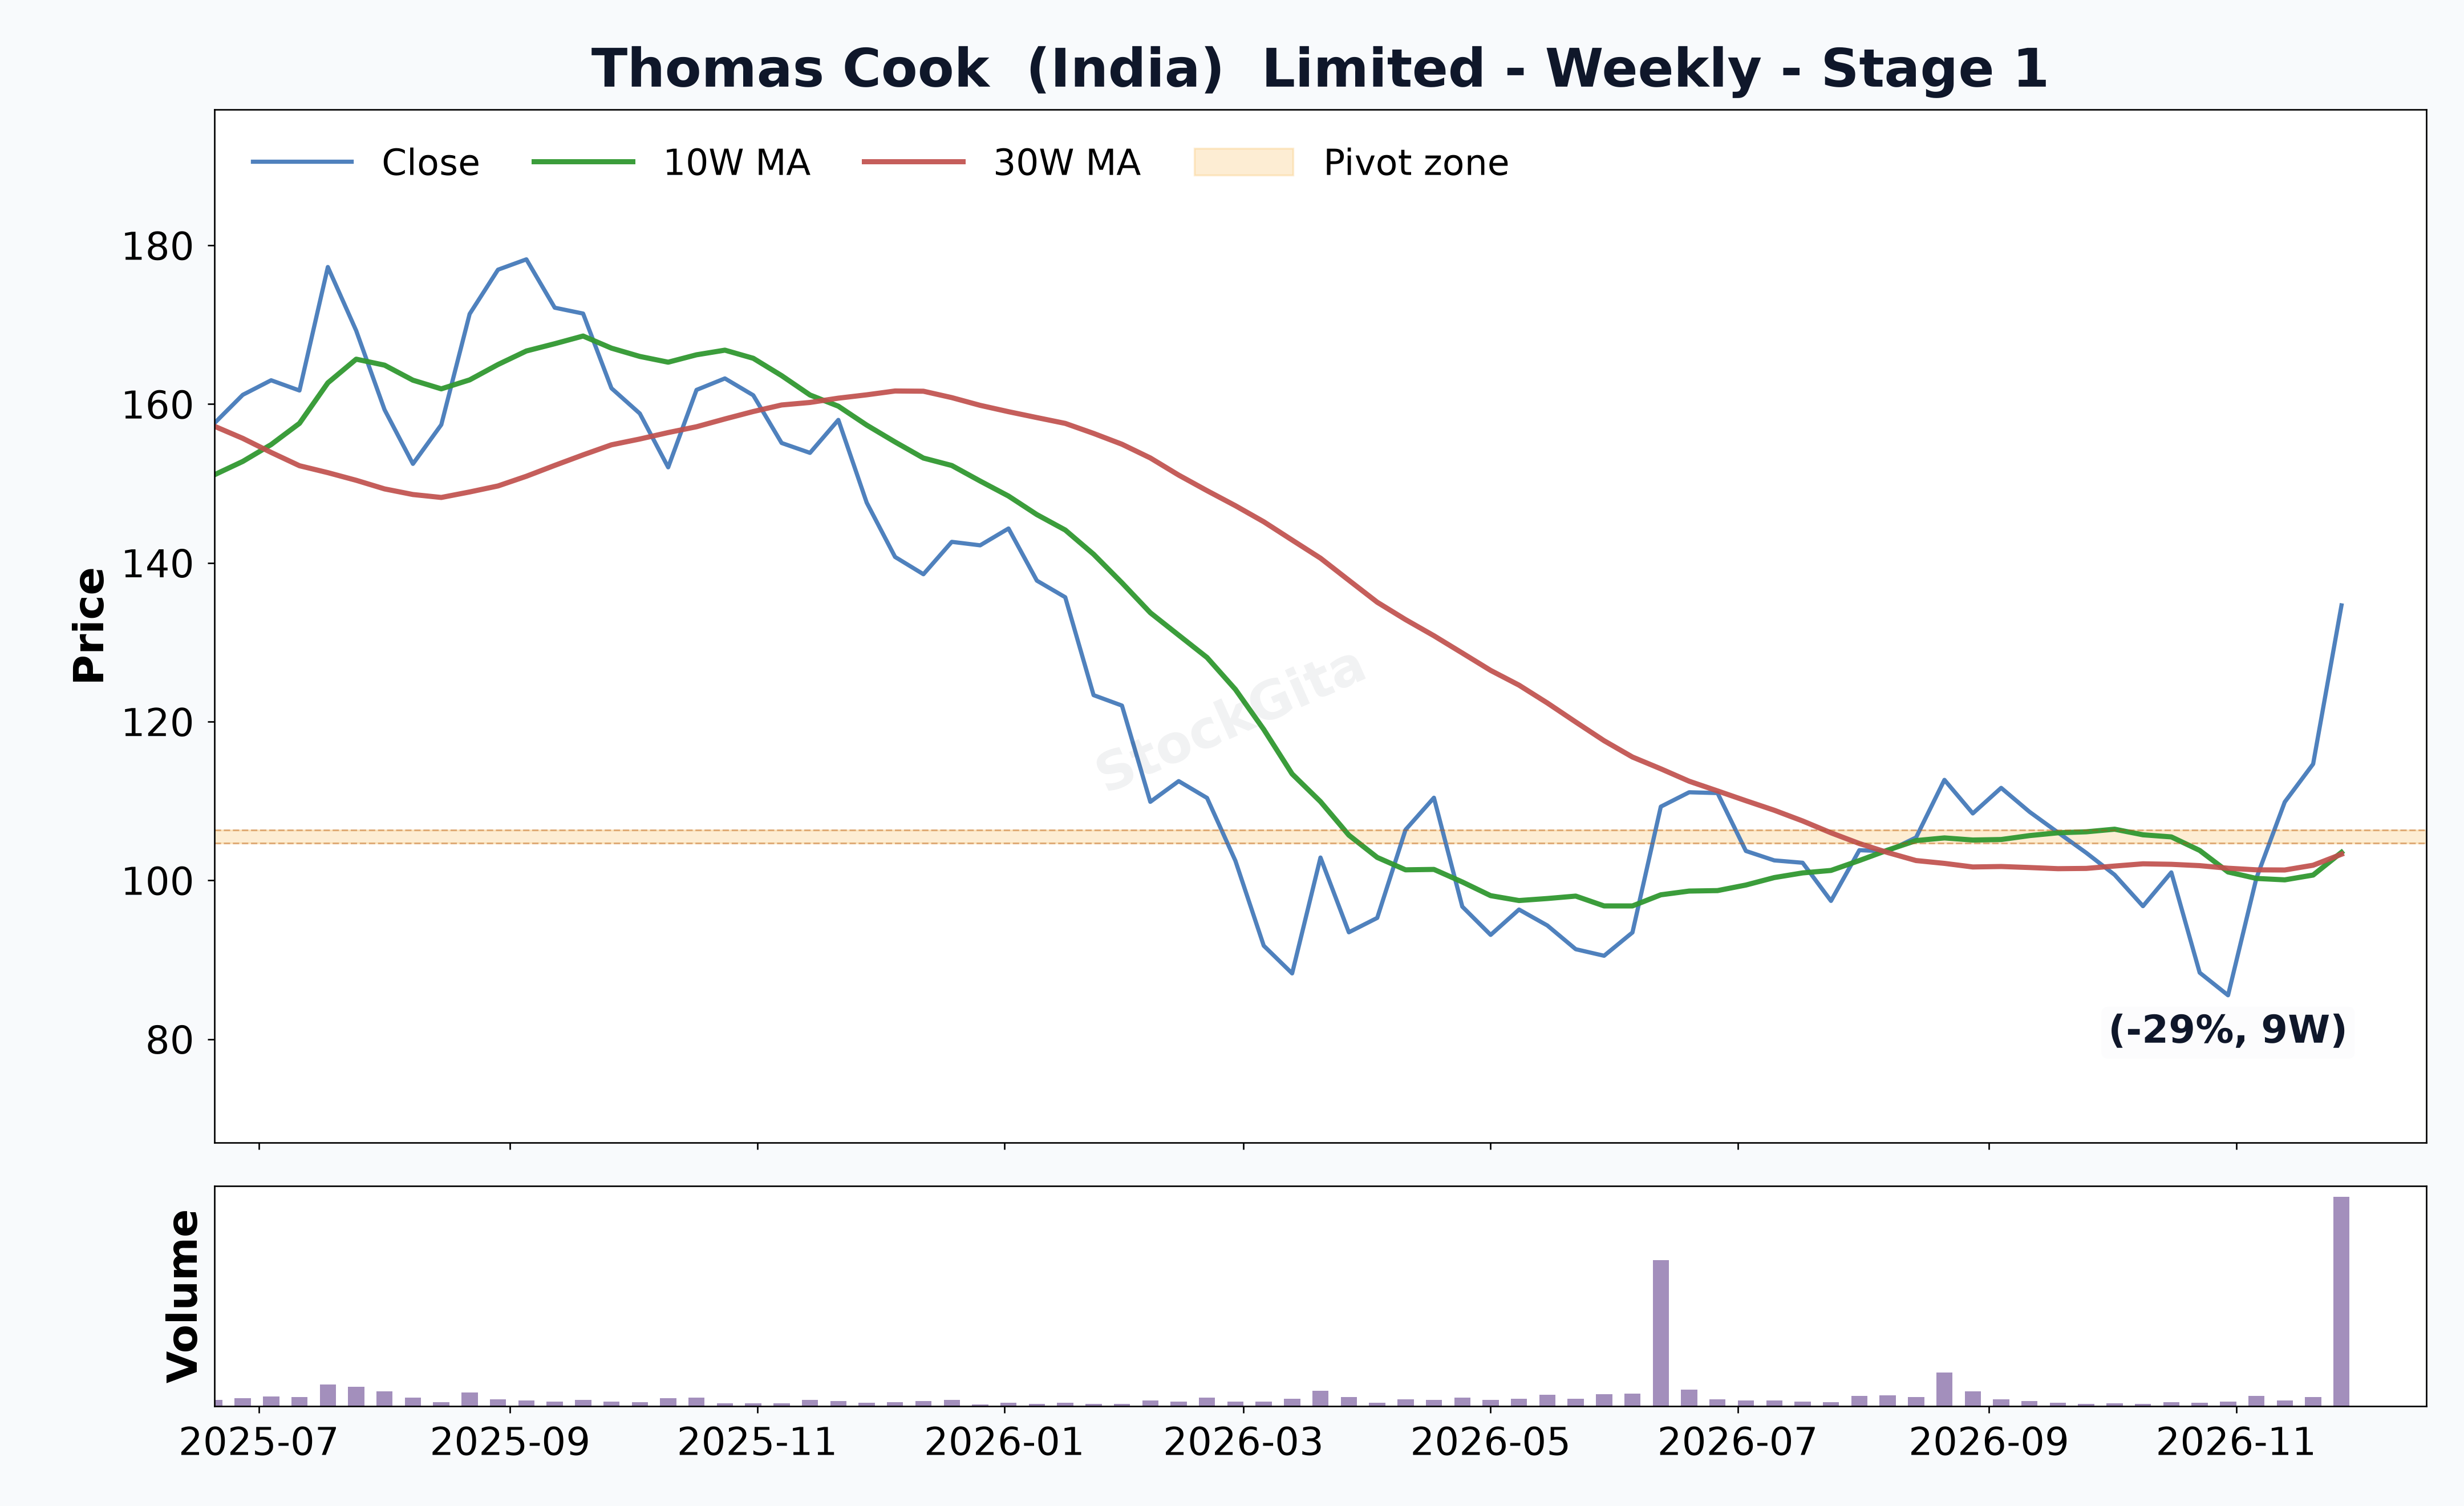 Thomas Cook  (India)  Limited - Weekly - Stage 1
Close
10W MA
30W MA
Pivot zone
Price
180
160
140
120
100
80
StockGita
(-29%, 9W)
Volume
2025-07
2025-09
2025-11
2026-01
2026-03
2026-05
2026-07
2026-09
2026-11